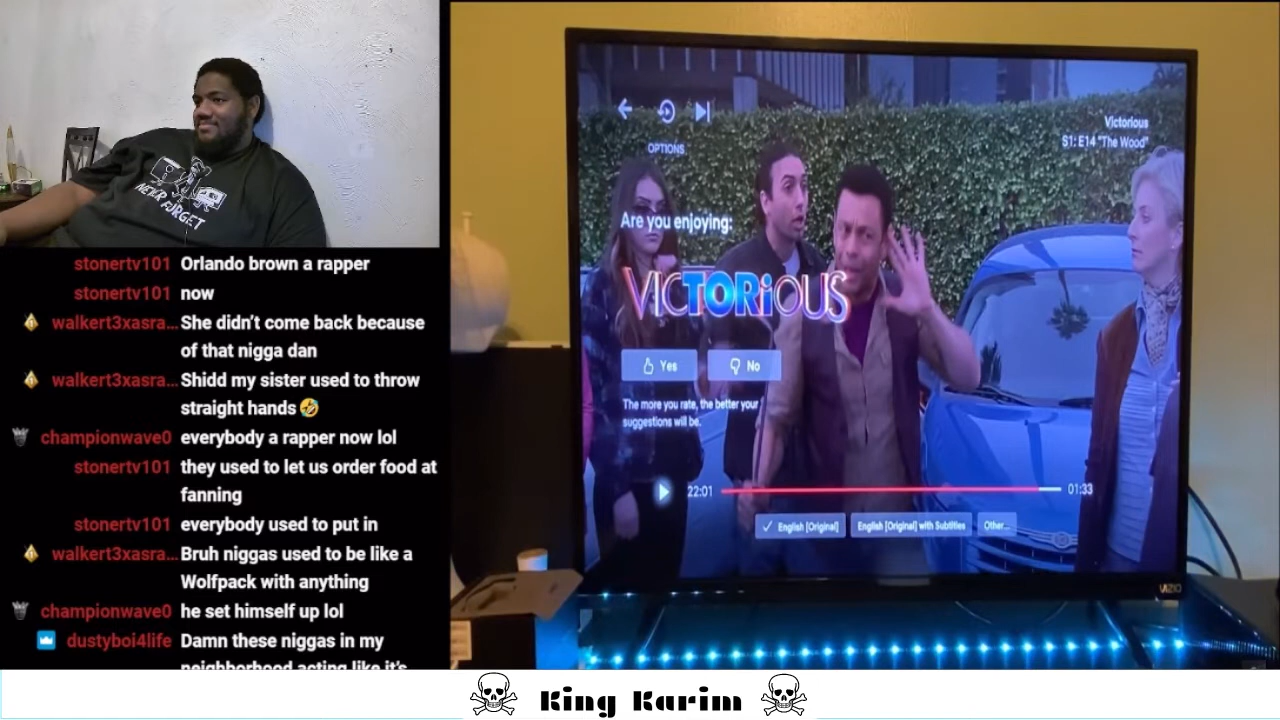 NEVER FORGET
stonertv101 Orlando brown a rapper
stonertv101 now
walkert3xasra... She didn't come back because
of that nigga dan
walkert3xasra... Shidd my sister used to throw
straight hands🤣
championwave0 everybody a rapper now lol
stonertv101 they used to let us order food at
fanning
stonertv101 everybody used to put in
walkert3xasra... Bruh niggas used to be like a
Wolfpack with anything
championwave0 he set himself up lol
dustyboi4life Damn these niggas in my
neighborhood acting like it's
OPTIONS
Victorious
S1: E14 "The Wood"
Are you enjoying:
VICTORiOUS
Yes No
The more you rate, the better your
suggestions will be.
22:01 01:33
English [Original] English [Original] with Subtitles Other...
VIZIO
King Karim